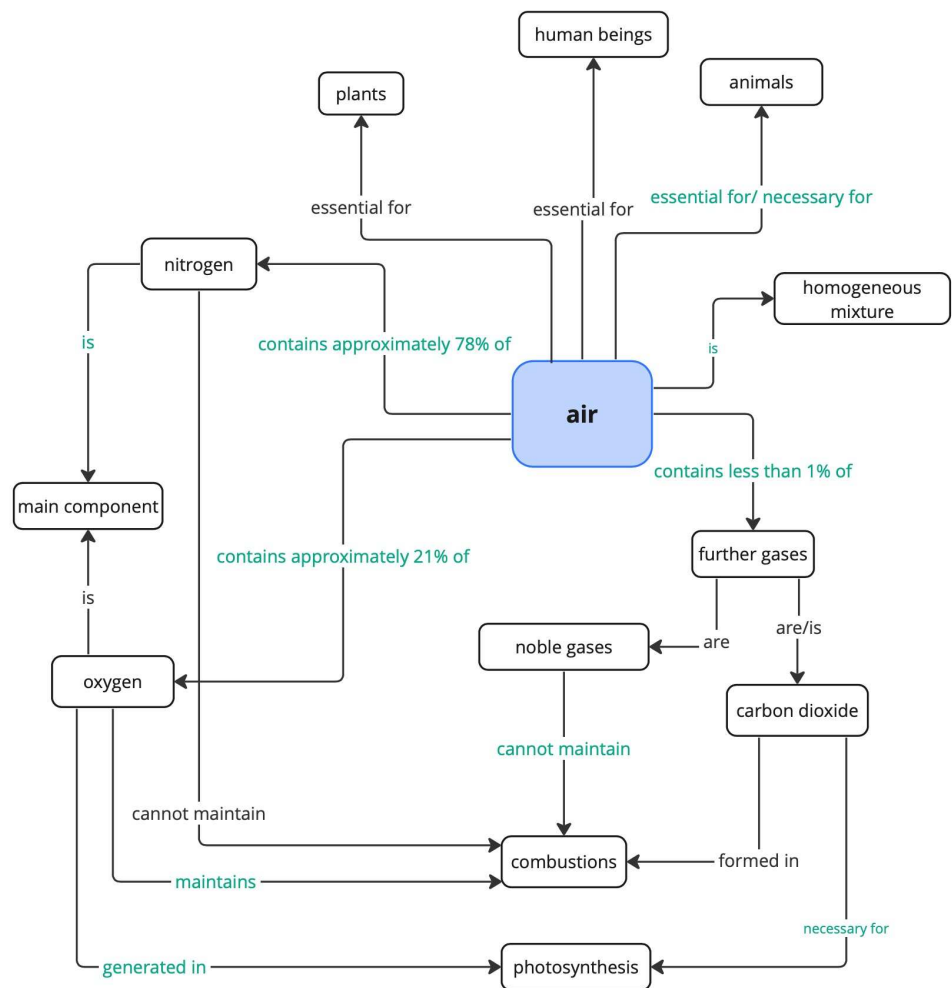 human beings
animals
plants
essential for/ necessary for
essential for
essential for
nitrogen
homogeneous
mixture
is
contains approximately 78% of
is
air
contains less than 1% of
main component
further gases
contains approximately 21% of
is
are/is
are
noble gases
oxygen
carbon dioxide
cannot maintain
cannot maintain
combustions
formed in
maintains
necessary for
generated in
photosynthesis